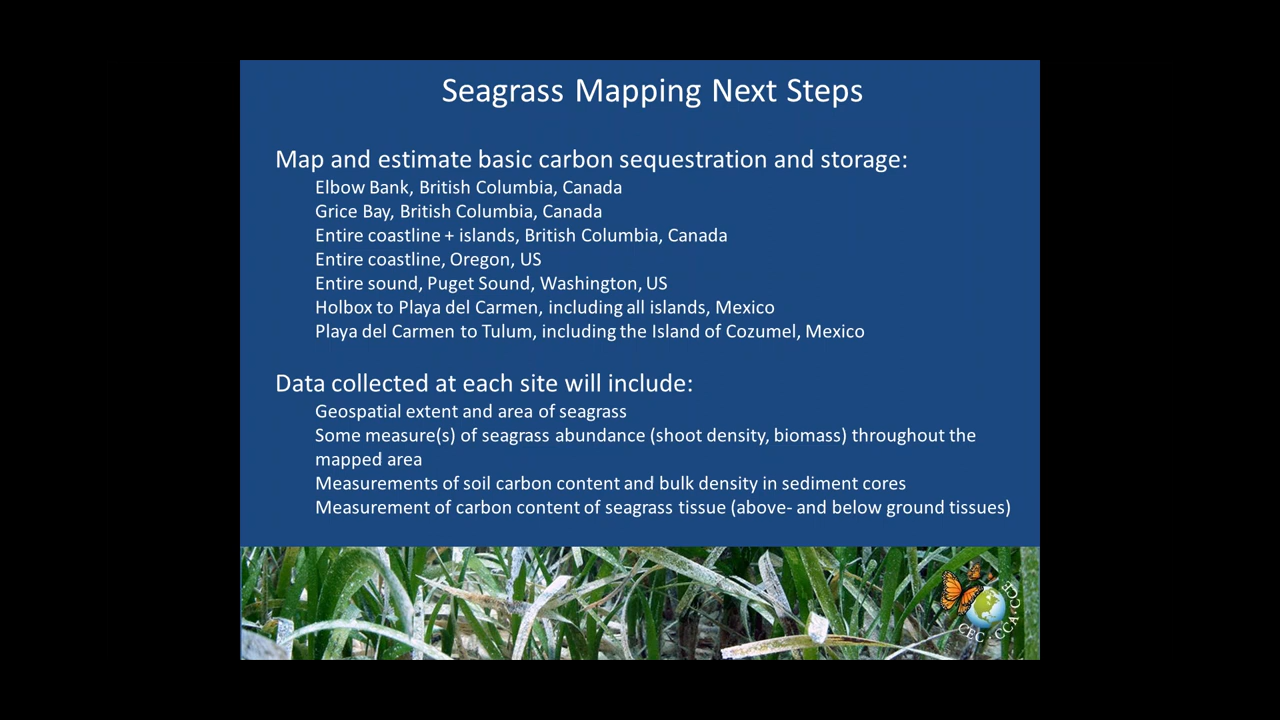 Seagrass Mapping Next Steps
Map and estimate basic carbon sequestration and storage:
Elbow Bank, British Columbia, Canada
Grice Bay, British Columbia, Canada
Entire coastline + islands, British Columbia, Canada
Entire coastline, Oregon, US
Entire sound, Puget Sound, Washington, US
Holbox to Playa del Carmen, including all islands, Mexico
Playa del Carmen to Tulum, including the Island of Cozumel, Mexico
Data collected at each site will include:
Geospatial extent and area of seagrass
Some measure(s) of seagrass abundance (shoot density, biomass) throughout the
mapped area
Measurements of soil carbon content and bulk density in sediment cores
Measurement of carbon content of seagrass tissue (above- and below ground tissues)
CEC · CCA · CCE